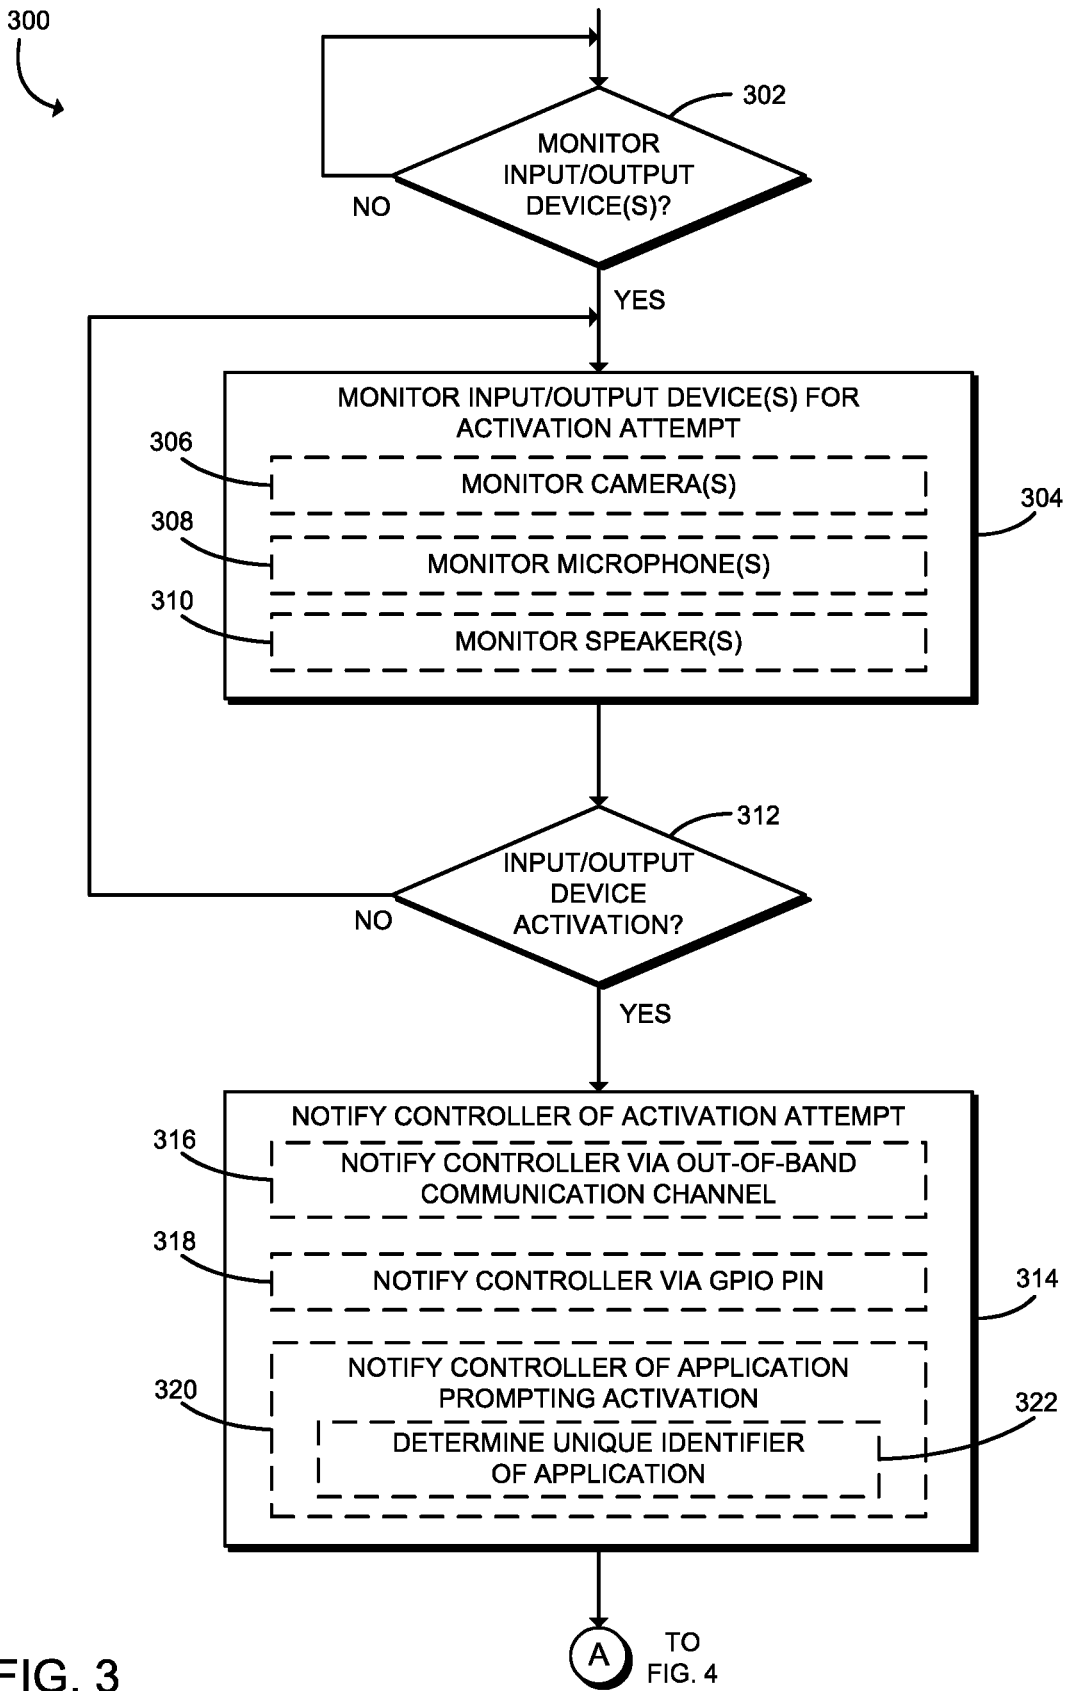 300
302
MONITOR
INPUT/OUTPUT
DEVICE(S)?
NO
YES
MONITOR INPUT/OUTPUT DEVICE(S) FOR
ACTIVATION ATTEMPT
306
MONITOR CAMERA(S)
304
308
MONITOR MICROPHONE(S)
310
MONITOR SPEAKER(S)
312
INPUT/OUTPUT
DEVICE
ACTIVATION?
NO
YES
NOTIFY CONTROLLER OF ACTIVATION ATTEMPT
316
NOTIFY CONTROLLER VIA OUT-OF-BAND
COMMUNICATION CHANNEL
318
NOTIFY CONTROLLER VIA GPIO PIN
314
NOTIFY CONTROLLER OF APPLICATION
PROMPTING ACTIVATION
320
322
DETERMINE UNIQUE IDENTIFIER
OF APPLICATION
A
TO
FIG. 4
FIG. 3